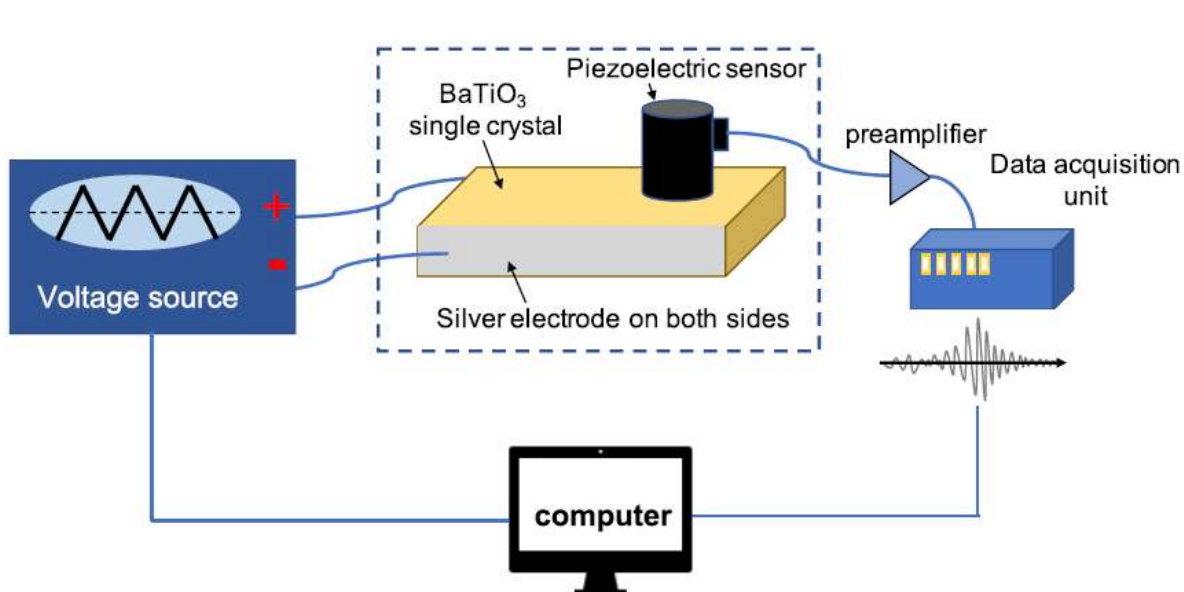 Piezoelectric sensor
BaTiO₃
single crystal
preamplifier
Data acquisition
unit
+
-
Voltage source
Silver electrode on both sides
computer